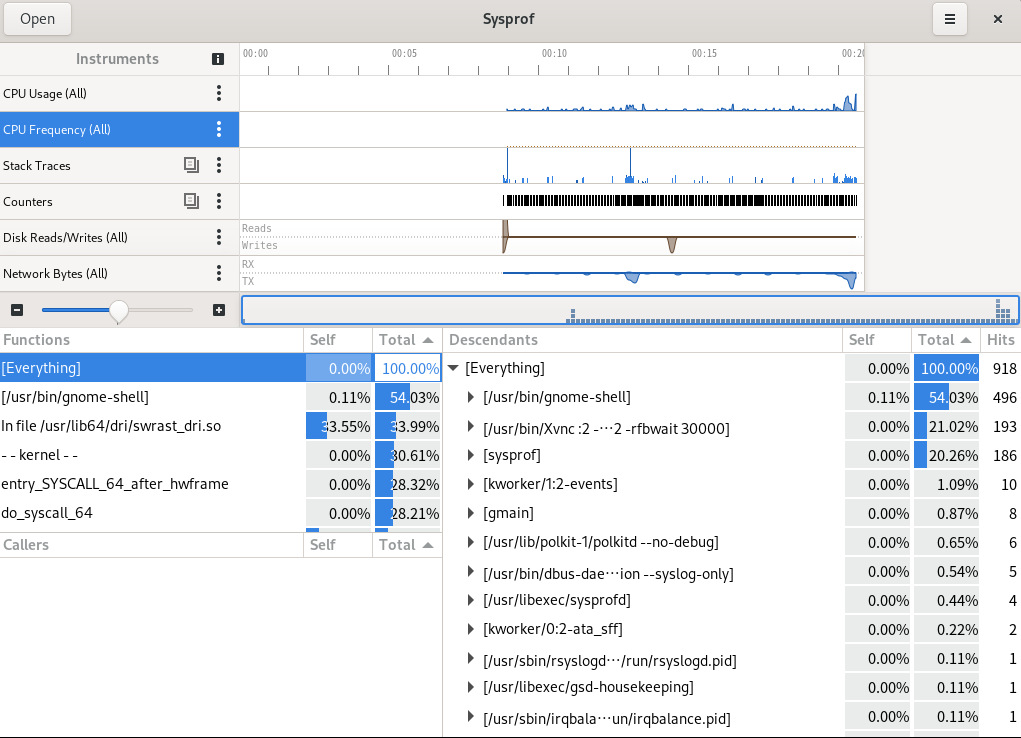 Open Sysprof
Instruments 00:00 00:05 00:10 00:15 00:20
CPU Usage (All)
CPU Frequency (All)
Stack Traces
Counters
Reads
Disk Reads/Writes (All)
Writes
RX
Network Bytes (All)
TX
Functions Self Total
[Everything] 0.00% 100.00%
[/usr/bin/gnome-shell] 0.11% 54.03%
In file /usr/lib64/dri/swrast_dri.so 33.55% 33.99%
- - kernel - - 0.00% 30.61%
entry_SYSCALL_64_after_hwframe 0.00% 28.32%
do_syscall_64 0.00% 28.21%
Callers Self Total
Descendants Self Total Hits
[Everything] 0.00% 100.00% 918
[/usr/bin/gnome-shell] 0.11% 54.03% 496
[/usr/bin/Xvnc :2 -⋯2 -rfbwait 30000] 0.00% 21.02% 193
[sysprof] 0.00% 20.26% 186
[kworker/1:2-events] 0.00% 1.09% 10
[gmain] 0.00% 0.87% 8
[/usr/lib/polkit-1/polkitd --no-debug] 0.00% 0.65% 6
[/usr/bin/dbus-dae⋯ion --syslog-only] 0.00% 0.54% 5
[/usr/libexec/sysprofd] 0.00% 0.44% 4
[kworker/0:2-ata_sff] 0.00% 0.22% 2
[/usr/sbin/rsyslogd⋯/run/rsyslogd.pid] 0.00% 0.11% 1
[/usr/libexec/gsd-housekeeping] 0.00% 0.11% 1
[/usr/sbin/irqbala⋯un/irqbalance.pid] 0.00% 0.11% 1